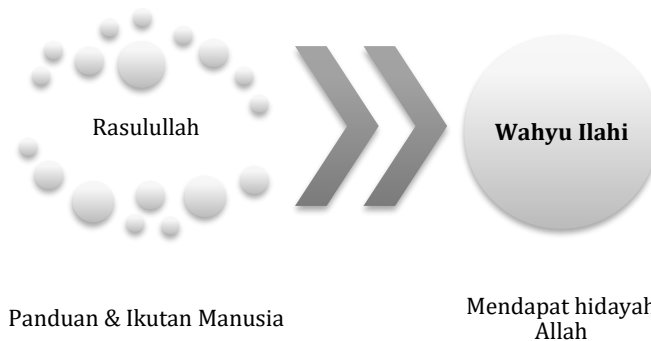 Rasulullah
Wahyu Ilahi
Panduan & Ikutan Manusia
Mendapat hidayah
Allah